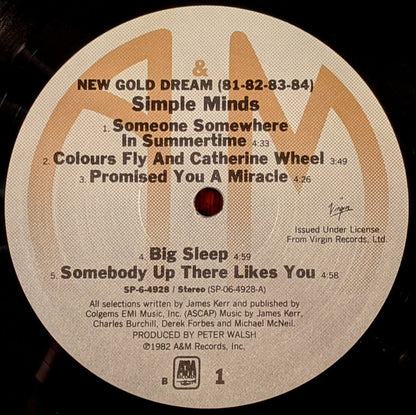 &
NEW GOLD DREAM (81-82-83-84)
Simple Minds
1. Someone Somewhere
In Summertime 4:33
2. Colours Fly And Catherine Wheel 3:49
3. Promised You A Miracle 4:26
Virgin
Issued Under License
From Virgin Records, Ltd.
4. Big Sleep 4:59
5. Somebody Up There Likes You 4:58
SP-6-4928 / Stereo (SP-06-4928-A)
All selections written by James Kerr and published by
Colgems EMI Music, Inc. (ASCAP) Music by James Kerr,
Charles Burchill, Derek Forbes and Michael McNeil.
PRODUCED BY PETER WALSH
℗1982 A&M Records, Inc.
B A&M RECORDS 1
A M